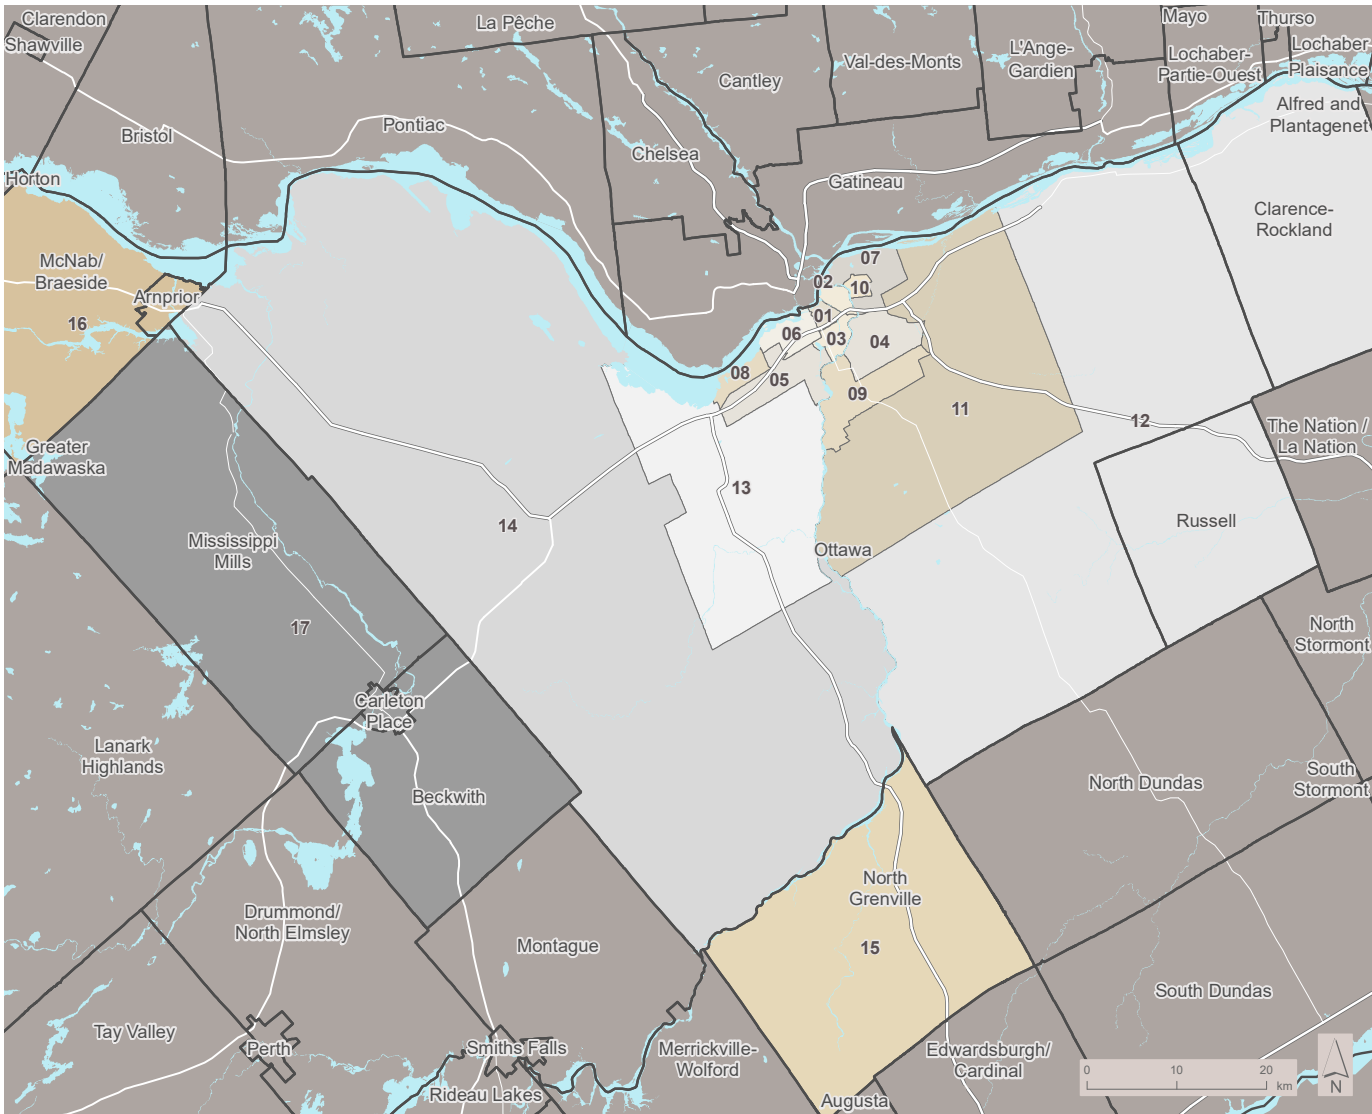 Clarendon
Shawville
La Pêche
Mayo
Thurso
Lochaber-
Partie-Ouest
Lochaber-
Plaisance
L'Ange-
Gardien
Val-des-Monts
Cantley
Alfred and
Plantagenet
Bristol
Pontiac
Chelsea
Horton
Gatineau
Clarence-
Rockland
McNab/
Braeside
Arnprior
16
07
02
10
01
06
03
04
08
05
09
11
12
The Nation /
La Nation
Greater
Madawaska
13
14
Russell
Mississippi
Mills
Ottawa
17
North
Stormont
Carleton
Place
Lanark
Highlands
Beckwith
North Dundas
South
Stormont
North
Grenville
15
Drummond/
North Elmsley
Montague
South Dundas
Tay Valley
Perth
Smiths Falls
Merrickville-
Wolford
Edwardsburgh/
Cardinal
Rideau Lakes
Augusta
0 10 20
km
N